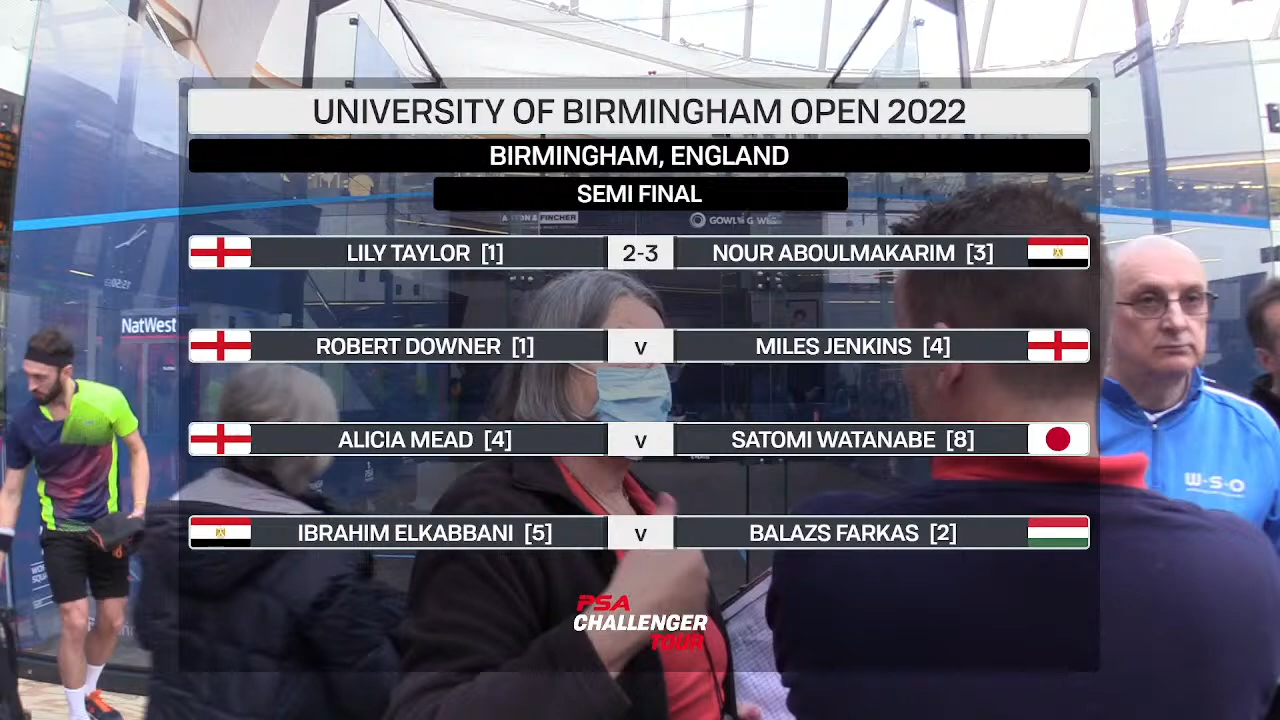 UNIVERSITY OF BIRMINGHAM OPEN 2022
BIRMINGHAM, ENGLAND
SEMI FINAL
LILY TAYLOR [1] 2-3 NOUR ABOULMAKARIM [3]
NatWest
ROBERT DOWNER [1] v MILES JENKINS [4]
ALICIA MEAD [4] v SATOMI WATANABE [8]
W·S·O
IBRAHIM ELKABBANI [5] v BALAZS FARKAS [2]
PSA
CHALLENGER
TOUR